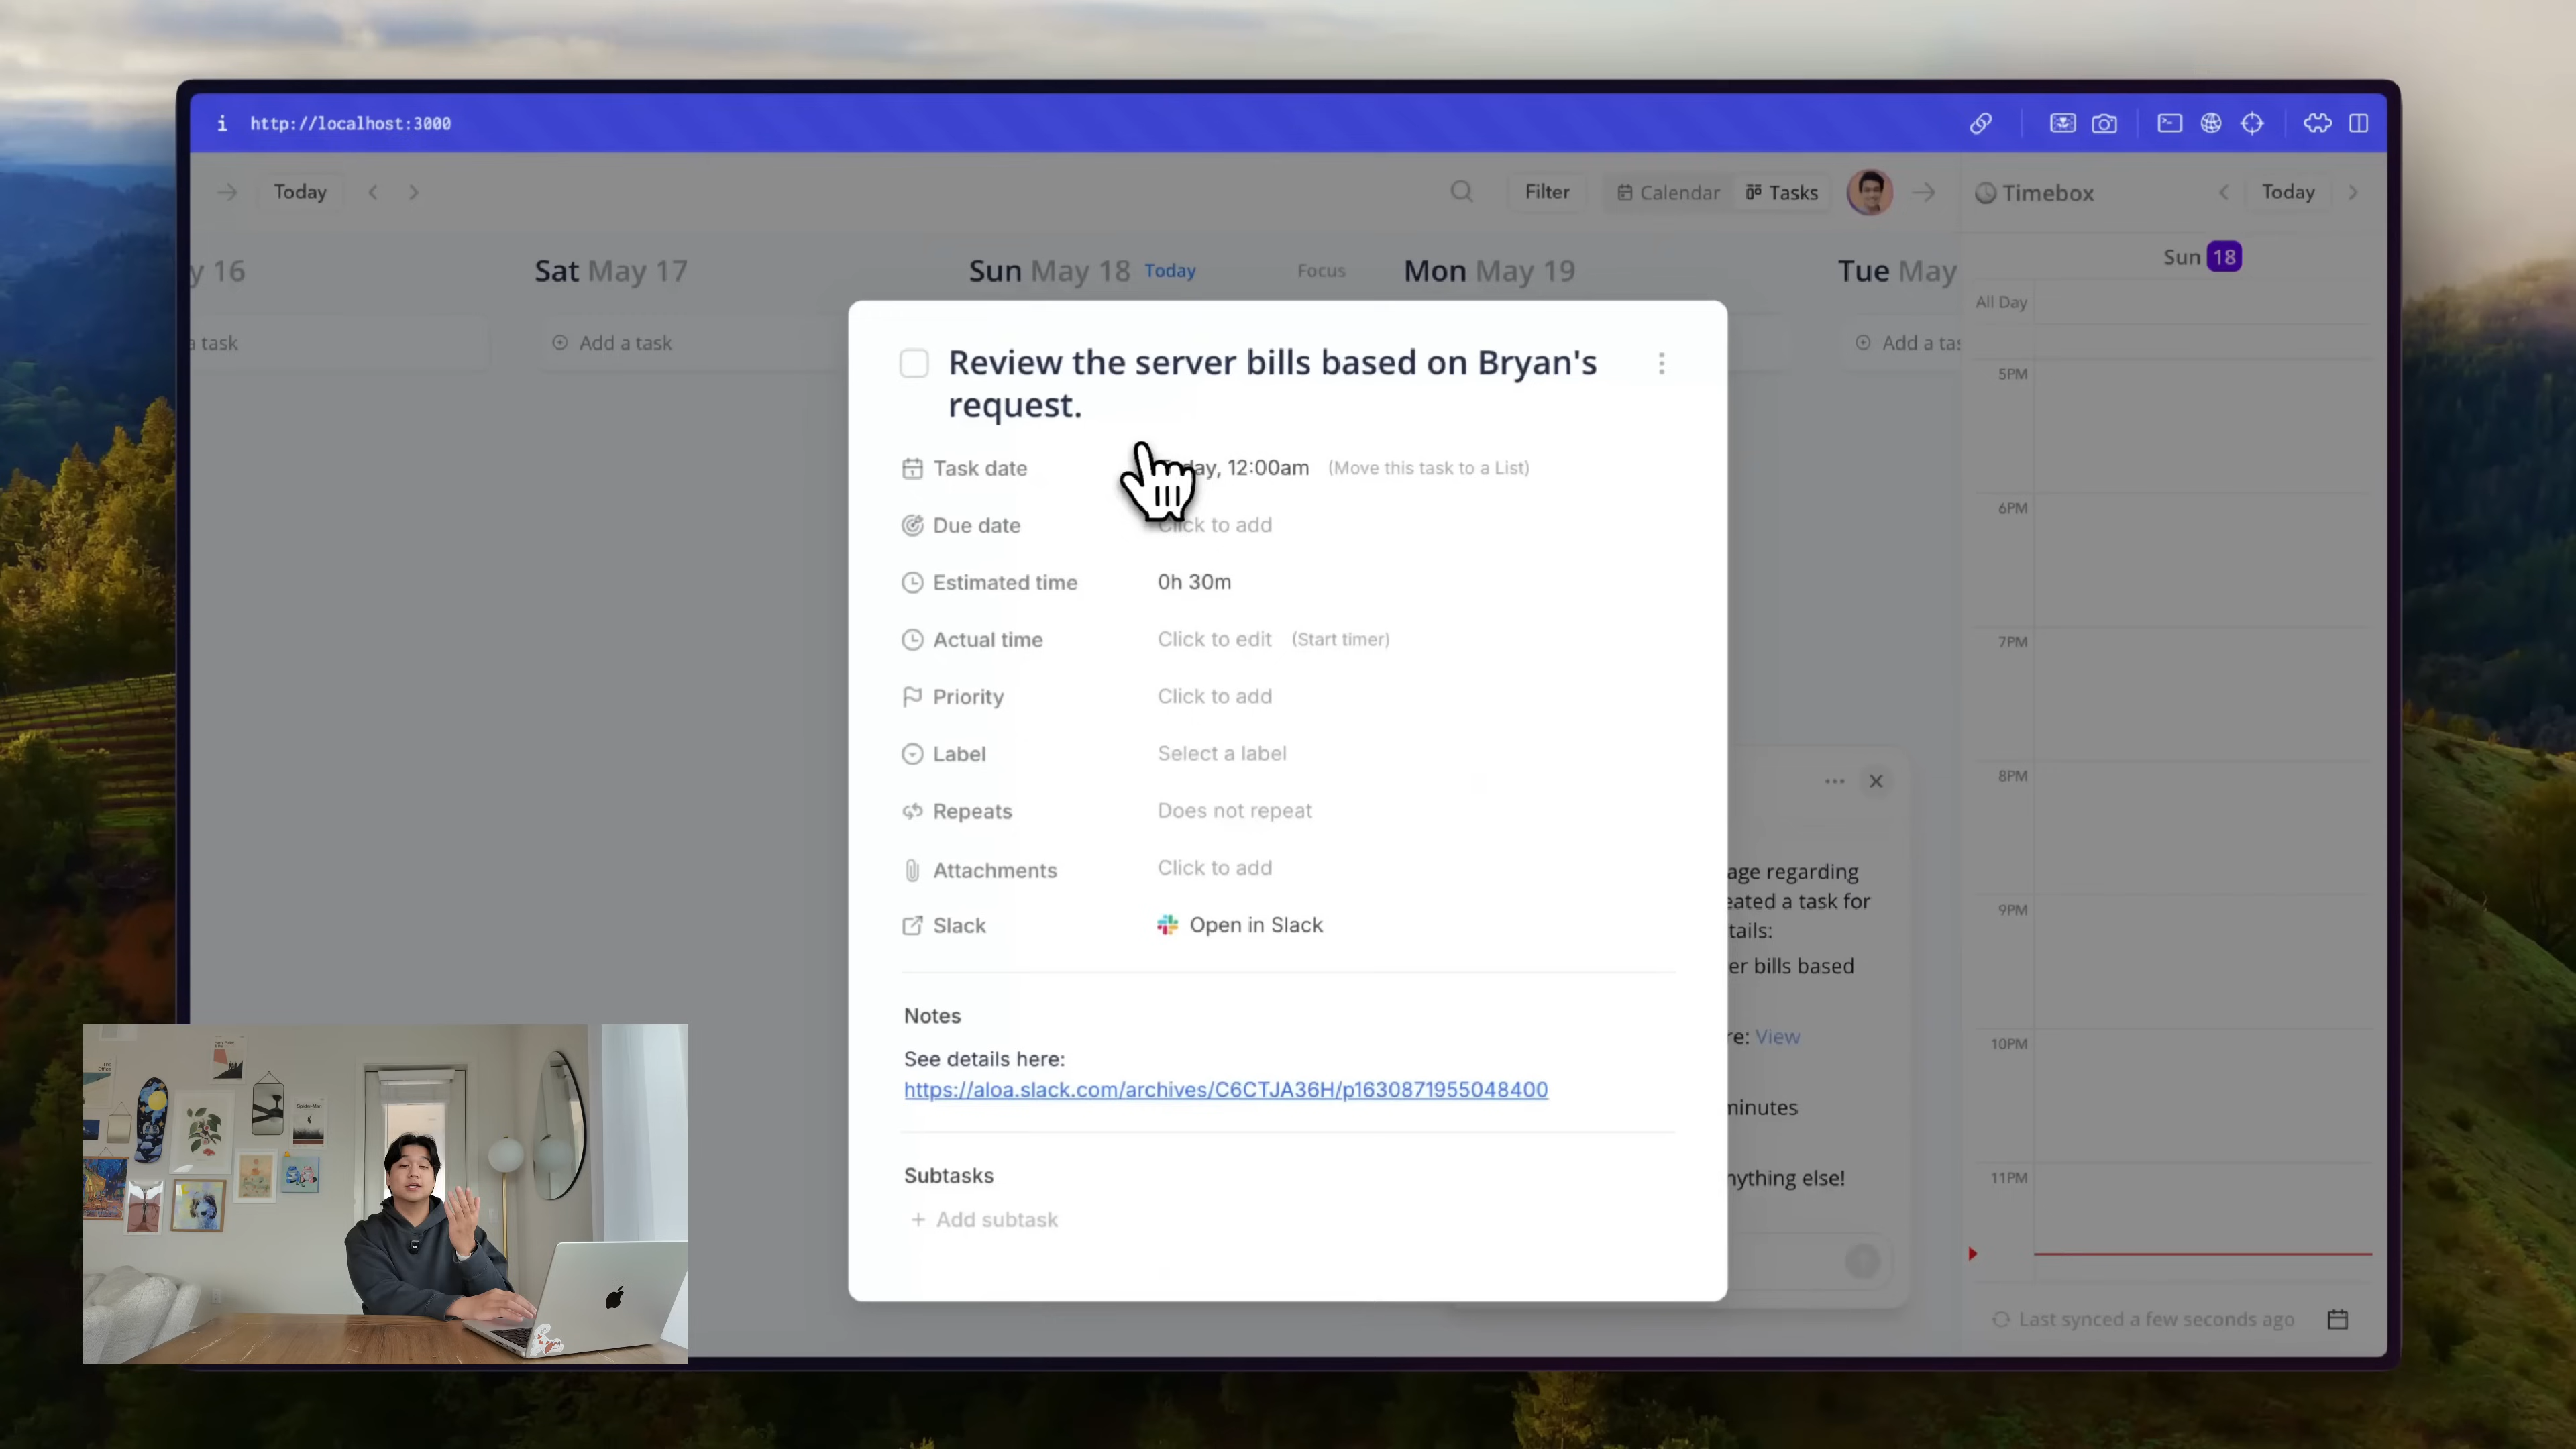 http://localhost:3000
Today
Filter
Calendar
Tasks
Timebox
Today
y 16
Sat May 17
Sun May 18 Today
Focus
Mon May 19
Tue May
Sun 18
All Day
a task
Add a task
Add a tas
5PM
6PM
7PM
8PM
9PM
10PM
11PM
Review the server bills based on Bryan's
request.
Task date
ay, 12:00am (Move this task to a List)
Due date
Click to add
Estimated time
0h 30m
Actual time
Click to edit (Start timer)
Priority
Click to add
Label
Select a label
Repeats
Does not repeat
Attachments
Click to add
Slack
Open in Slack
Notes
See details here:
https://aloa.slack.com/archives/C6CTJA36H/p1630871955048400
Subtasks
+ Add subtask
age regarding
eated a task for
tails:
er bills based
re: View
minutes
nything else!
Last synced a few seconds ago